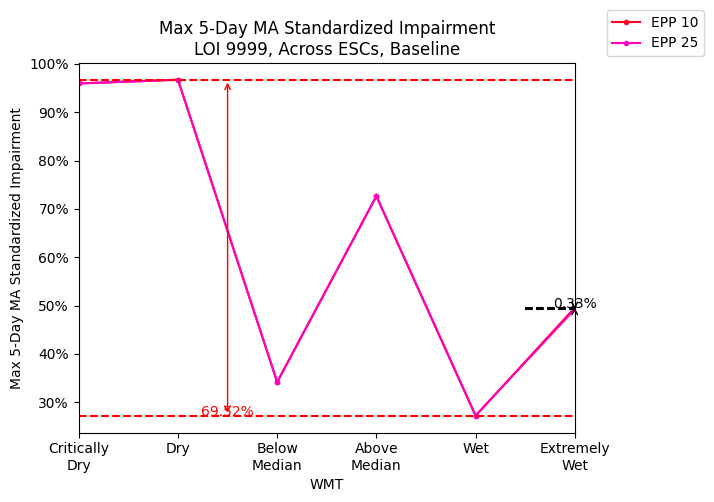 Max 5-Day MA Standardized Impairment
LOI 9999, Across ESCs, Baseline
EPP 10
EPP 25
Max 5-Day MA Standardized Impairment
100%
90%
80%
70%
60%
50%
40%
30%
0.33%
69.52%
Critically
Dry
Dry
Below
Median
Above
Median
Wet
Extremely
Wet
WMT